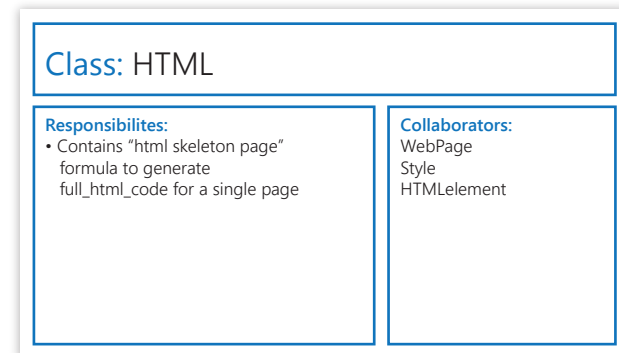 Class: HTML
Responsibilites:
• Contains “html skeleton page”
formula to generate
full_html_code for a single page
Collaborators:
WebPage
Style
HTMLelement